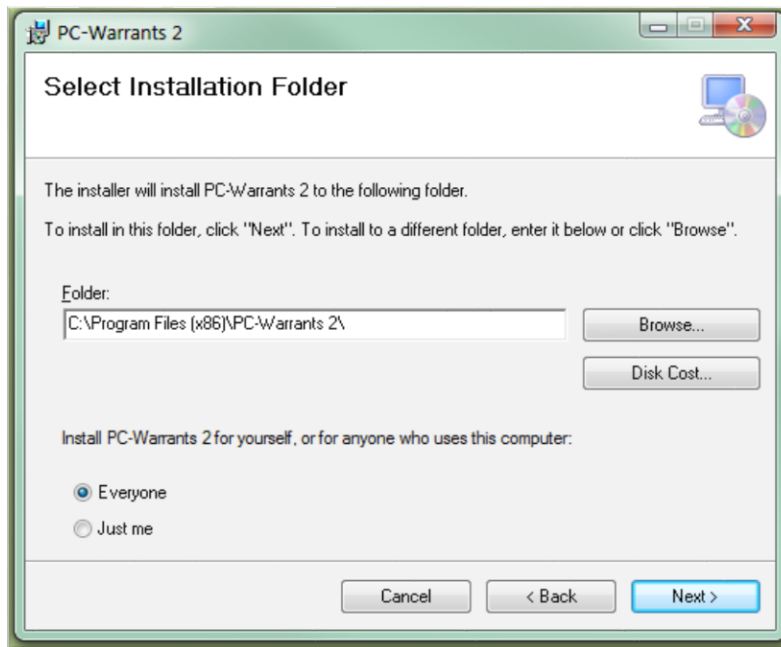 PC-Warrants 2
Select Installation Folder
The installer will install PC-Warrants 2 to the following folder.
To install in this folder, click "Next". To install to a different folder, enter it below or click "Browse".
Folder:
C:\Program Files (x86)\PC-Warrants 2\
Browse...
Disk Cost...
Install PC-Warrants 2 for yourself, or for anyone who uses this computer:
Everyone
Just me
Cancel
< Back
Next >